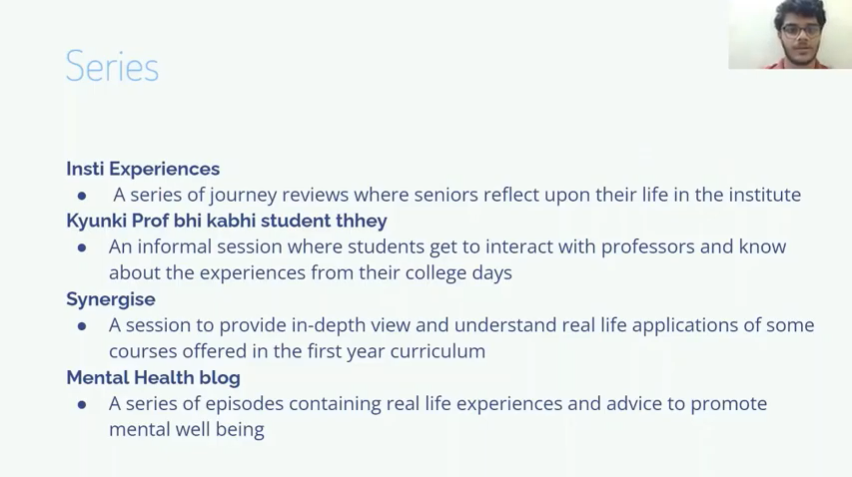 Series
Insti Experiences
● A series of journey reviews where seniors reflect upon their life in the institute
Kyunki Prof bhi kabhi student thhey
● An informal session where students get to interact with professors and know
about the experiences from their college days
Synergise
● A session to provide in-depth view and understand real life applications of some
courses offered in the first year curriculum
Mental Health blog
● A series of episodes containing real life experiences and advice to promote
mental well being